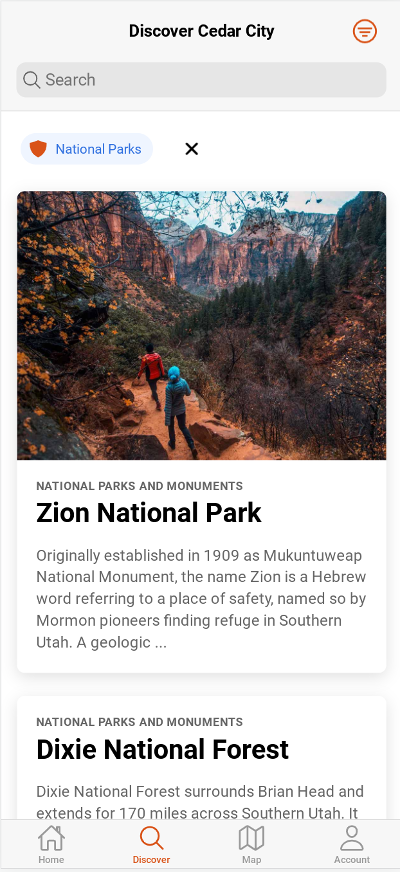 Discover Cedar City
Search
National Parks
NATIONAL PARKS AND MONUMENTS
Zion National Park
Originally established in 1909 as Mukuntuweap
National Monument, the name Zion is a Hebrew
word referring to a place of safety, named so by
Mormon pioneers finding refuge in Southern
Utah. A geologic ...
NATIONAL PARKS AND MONUMENTS
Dixie National Forest
Dixie National Forest surrounds Brian Head and
extends for 170 miles across Southern Utah. It
Home
Discover
Map
Account